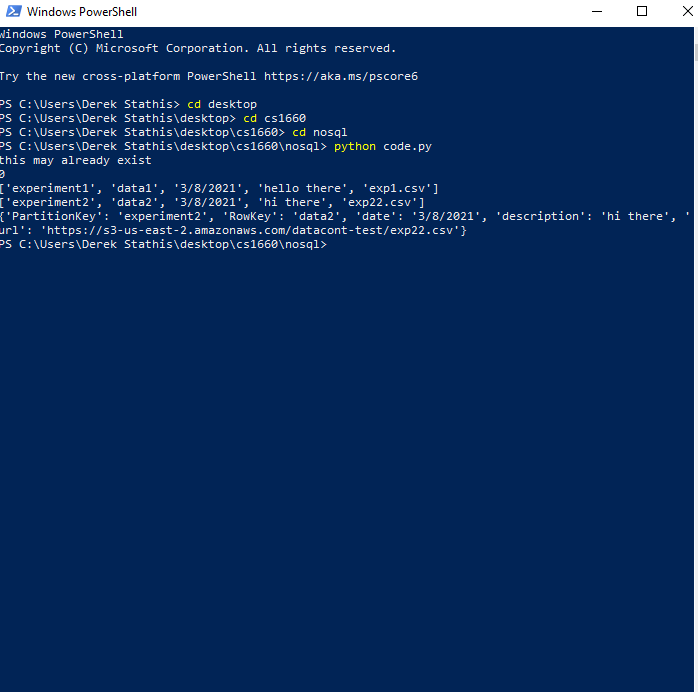 Windows PowerShell
Windows PowerShell
Copyright (C) Microsoft Corporation. All rights reserved.
Try the new cross-platform PowerShell https://aka.ms/pscore6
PS C:\Users\Derek Stathis> cd desktop
PS C:\Users\Derek Stathis\desktop> cd cs1660
PS C:\Users\Derek Stathis\desktop\cs1660> cd nosql
PS C:\Users\Derek Stathis\desktop\cs1660\nosql> python code.py
this may already exist
0
['experiment1', 'data1', '3/8/2021', 'hello there', 'exp1.csv']
['experiment2', 'data2', '3/8/2021', 'hi there', 'exp22.csv']
{'PartitionKey': 'experiment2', 'RowKey': 'data2', 'date': '3/8/2021', 'description': 'hi there', '
url': 'https://s3-us-east-2.amazonaws.com/datacont-test/exp22.csv'}
PS C:\Users\Derek Stathis\desktop\cs1660\nosql>